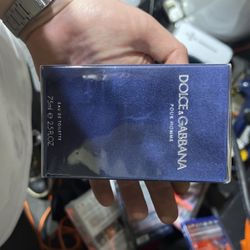 DOLCE & GABBANA
POUR HOMME
EAU DE TOILETTE
75ml ℮ 2.5FL.OZ.